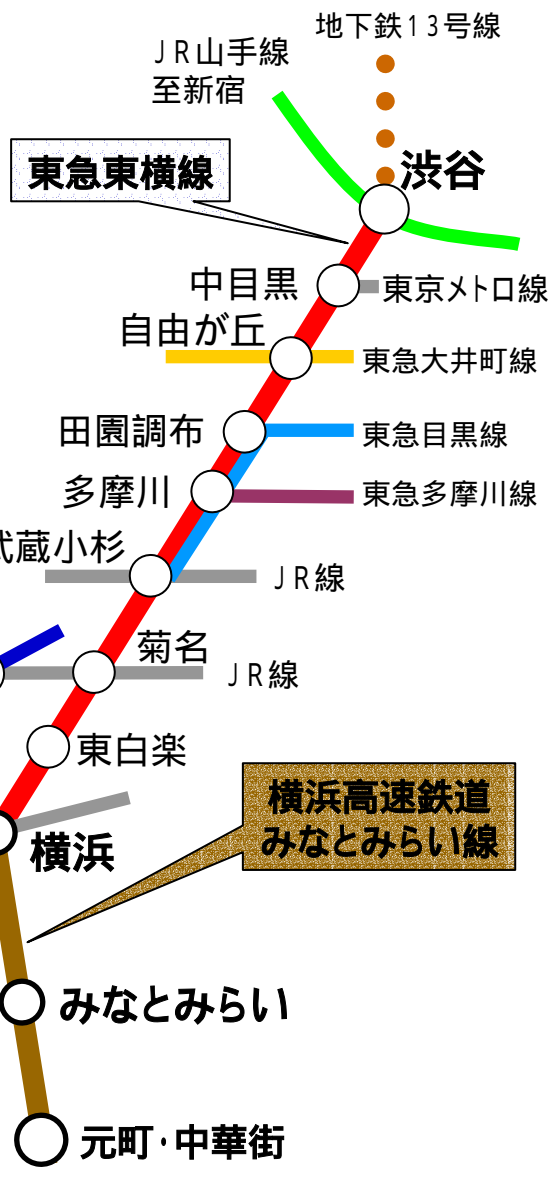 地下鉄13号線
JR山手線
至新宿
東急東横線
渋谷
中目黒
東京メトロ線
自由が丘
東急大井町線
田園調布
東急目黒線
多摩川
東急多摩川線
武蔵小杉
JR線
菊名
JR線
東白楽
横浜高速鉄道
みなとみらい線
横浜
みなとみらい
元町・中華街